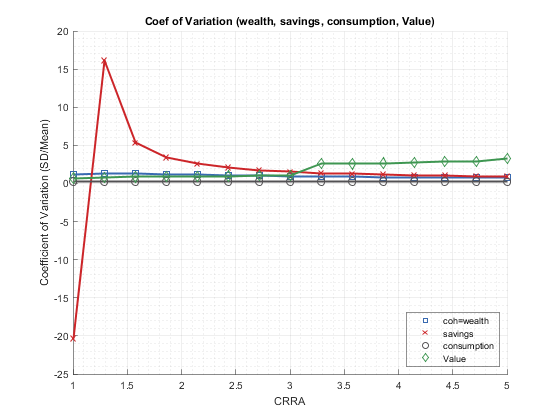 Coef of Variation (wealth, savings, consumption, Value)
Coefficient of Variation (SD/Mean)
20
15
10
5
0
-5
-10
-15
-20
-25
1
1.5
2
2.5
3
3.5
4
4.5
5
CRRA
coh=wealth
savings
consumption
Value